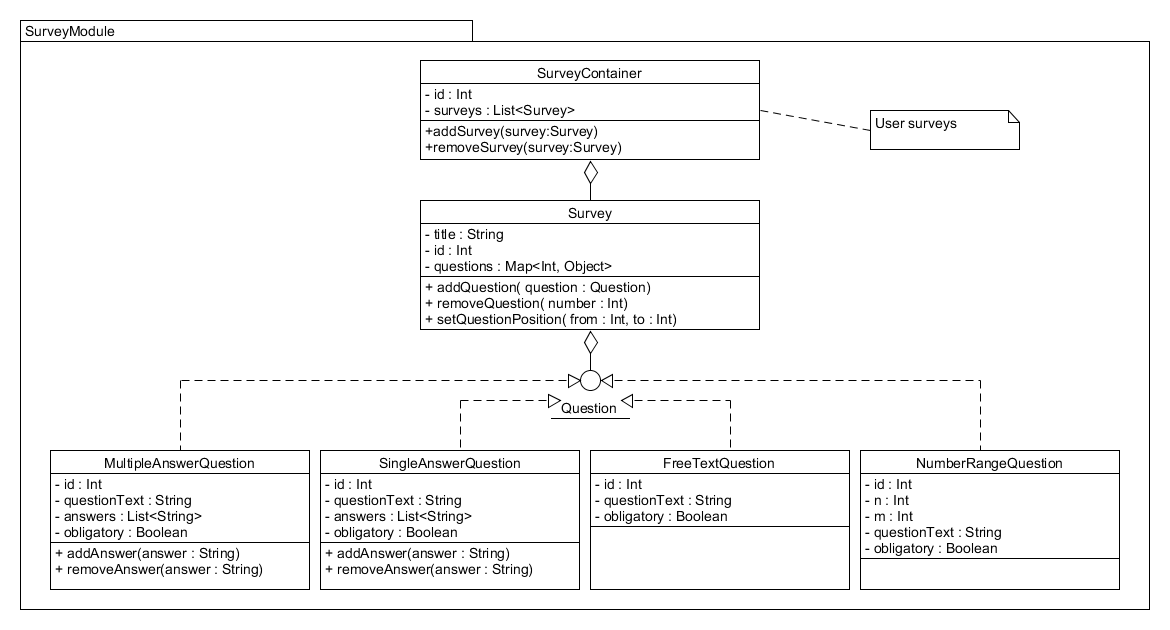 SurveyModule
SurveyContainer
- id : Int
- surveys : List<Survey>
+addSurvey(survey:Survey)
+removeSurvey(survey:Survey)
User surveys
Survey
- title : String
- id : Int
- questions : Map<Int, Object>
+ addQuestion( question : Question)
+ removeQuestion( number : Int)
+ setQuestionPosition( from : Int, to : Int)
Question
MultipleAnswerQuestion
- id : Int
- questionText : String
- answers : List<String>
- obligatory : Boolean
+ addAnswer(answer : String)
+ removeAnswer(answer : String)
SingleAnswerQuestion
- id : Int
- questionText : String
- answers : List<String>
- obligatory : Boolean
+ addAnswer(answer : String)
+ removeAnswer(answer : String)
FreeTextQuestion
- id : Int
- questionText : String
- obligatory : Boolean
NumberRangeQuestion
- id : Int
- n : Int
- m : Int
- questionText : String
- obligatory : Boolean